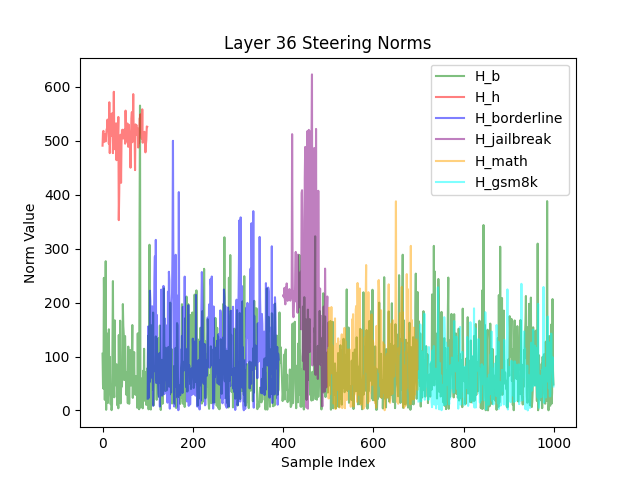 Layer 36 Steering Norms
Norm Value
600
500
400
300
200
100
0
H_b
H_h
H_borderline
H_jailbreak
H_math
H_gsm8k
0
200
400
600
800
1000
Sample Index